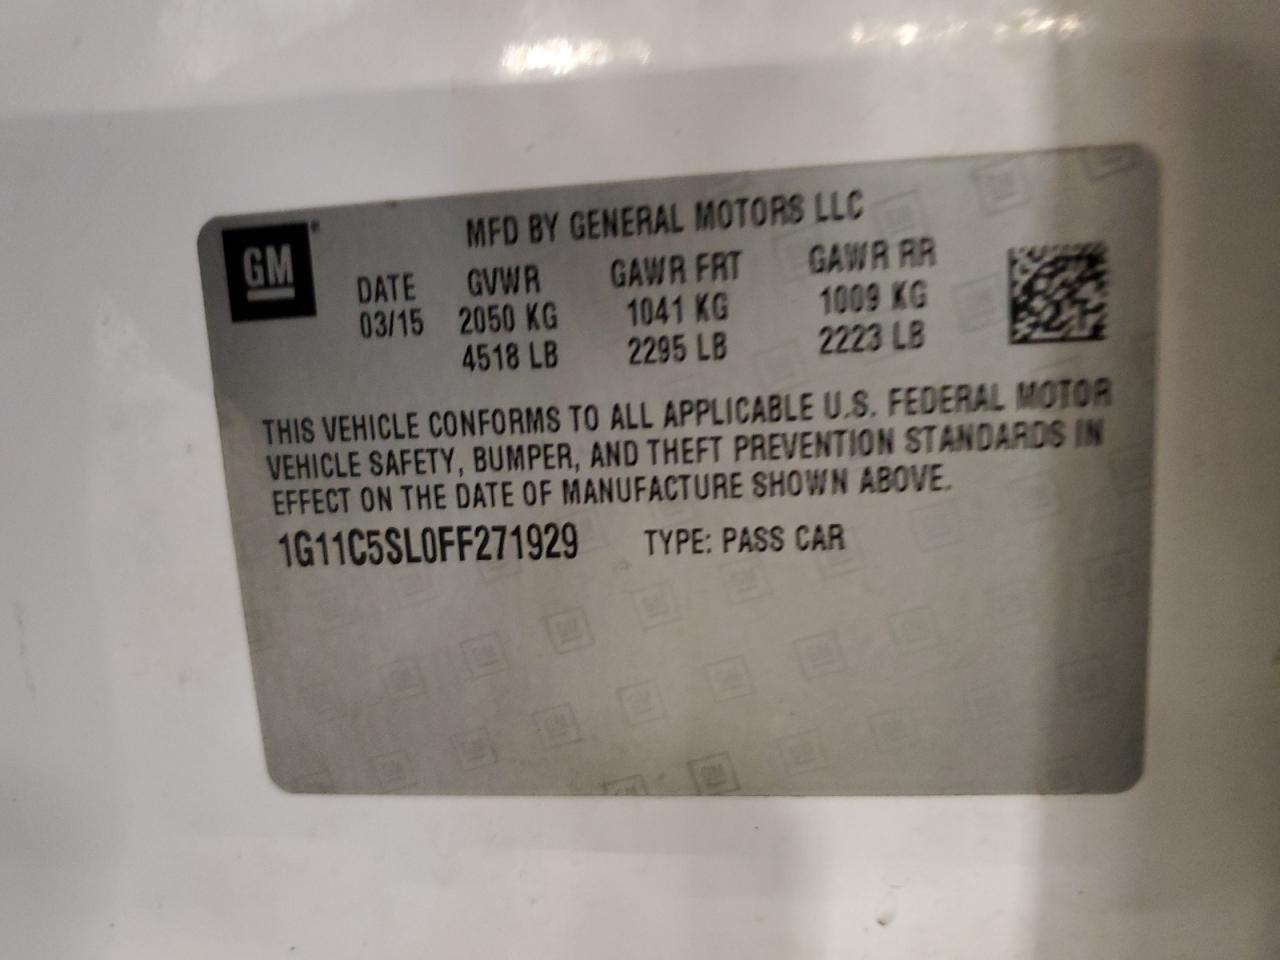 GM
MFD BY GENERAL MOTORS LLC
DATE GVWR GAWR FRT GAWR RR
03/15 2050 KG 1041 KG 1009 KG
4518 LB 2295 LB 2223 LB
THIS VEHICLE CONFORMS TO ALL APPLICABLE U.S. FEDERAL MOTOR
VEHICLE SAFETY, BUMPER, AND THEFT PREVENTION STANDARDS IN
EFFECT ON THE DATE OF MANUFACTURE SHOWN ABOVE.
1G11C5SL0FF271929 TYPE: PASS CAR